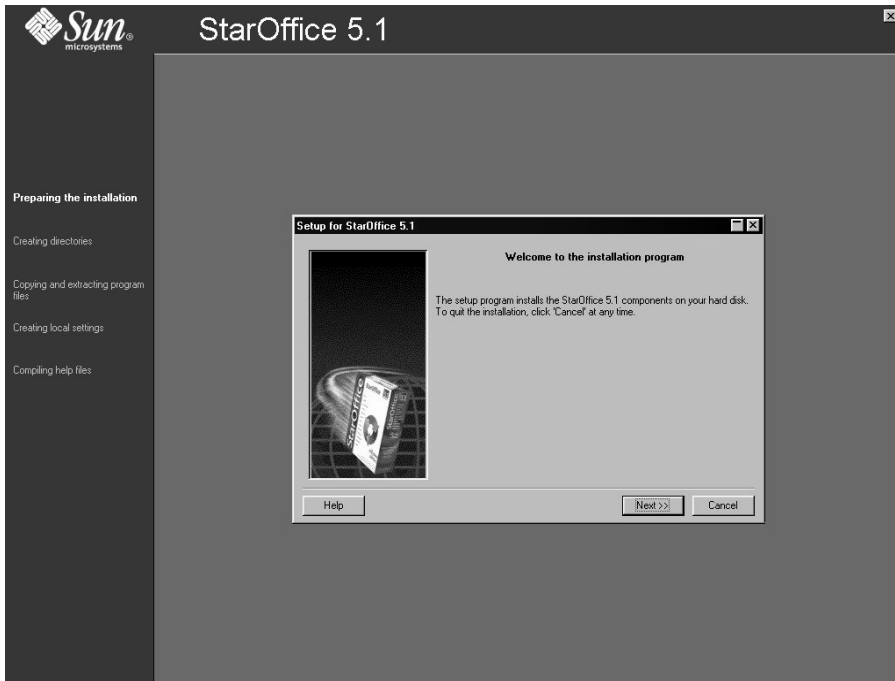 Sun®
microsystems
StarOffice 5.1
Preparing the installation
Creating directories
Copying and extracting program
files
Creating local settings
Compiling help files
Setup for StarOffice 5.1
Welcome to the installation program
The setup program installs the StarOffice 5.1 components on your hard disk.
To quit the installation, click 'Cancel' at any time.
StarOffice
StarOffice
Help
Next >>
Cancel